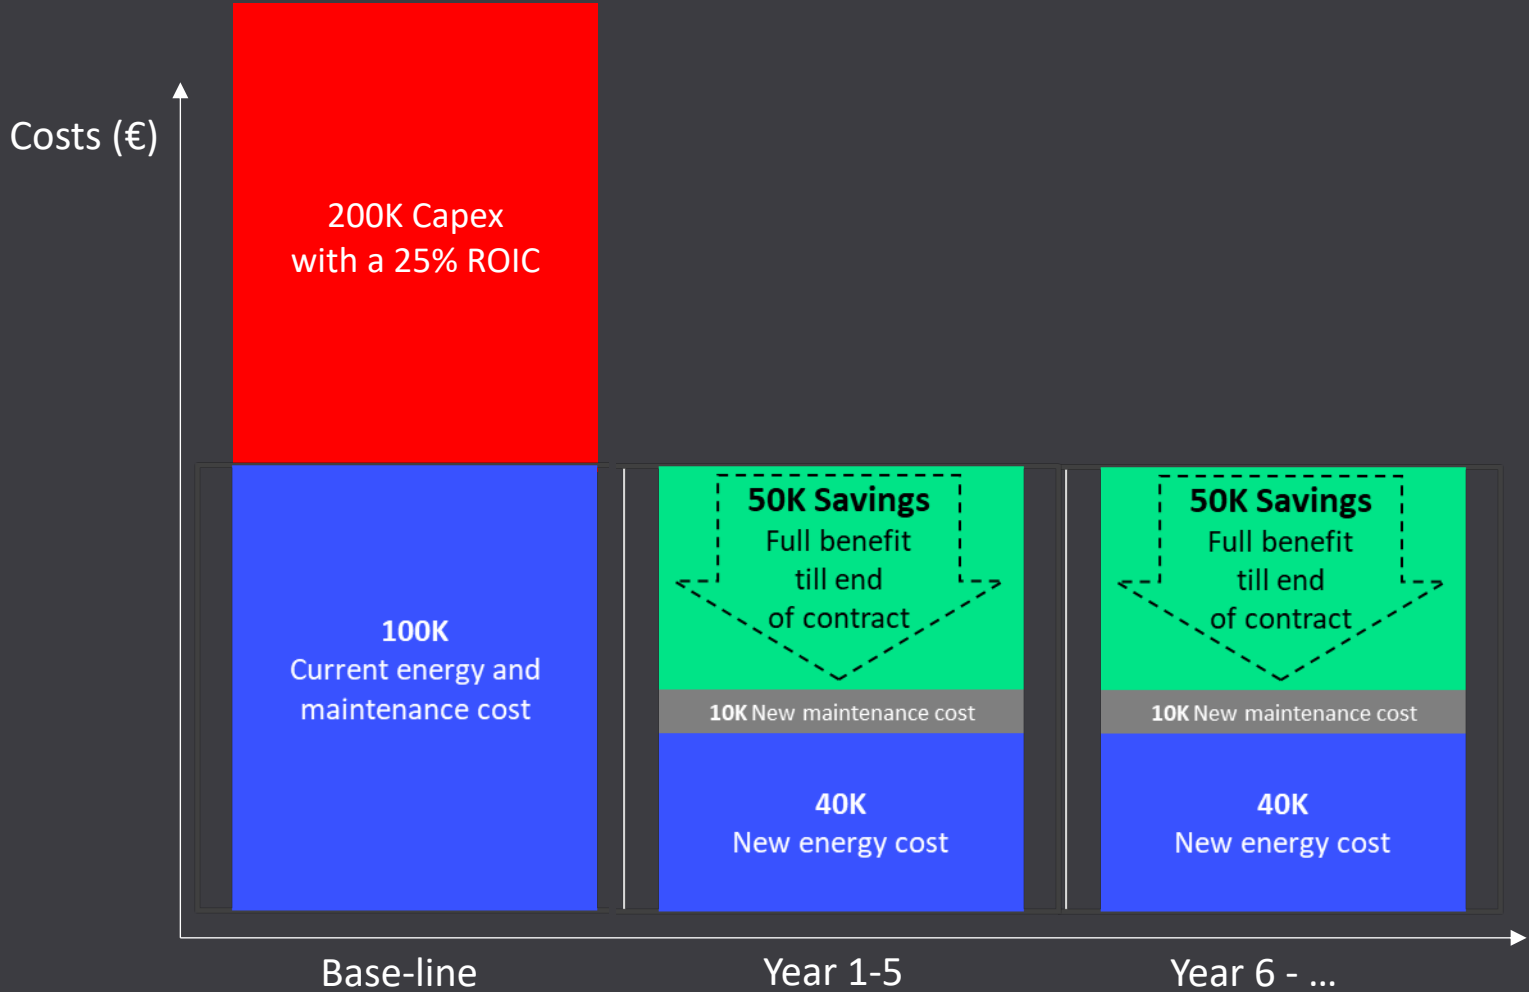 Costs (€)
200K Capex
with a 25% ROIC
100K
Current energy and
maintenance cost
50K Savings
Full benefit
till end
of contract
10K New maintenance cost
40K
New energy cost
50K Savings
Full benefit
till end
of contract
10K New maintenance cost
40K
New energy cost
Base-line
Year 1-5
Year 6 - ...